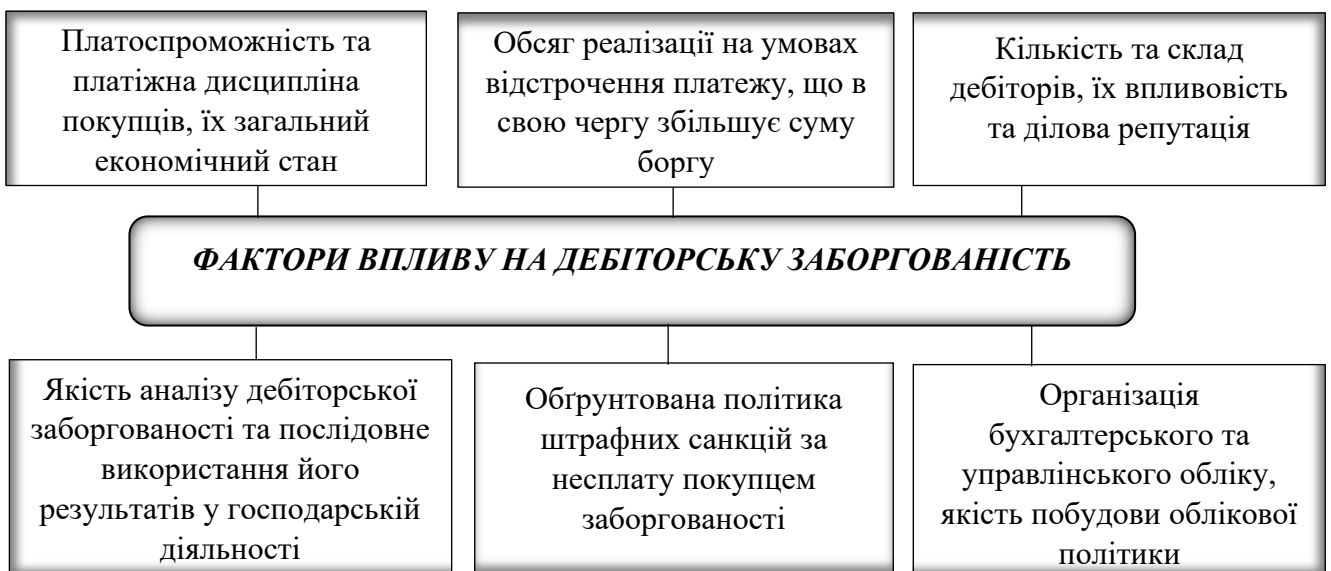 Платоспроможність та
платіжна дисципліна
покупців, їх загальний
економічний стан
Обсяг реалізації на умовах
відстрочення платежу, що в
свою чергу збільшує суму
боргу
Кількість та склад
дебіторів, їх впливовість
та ділова репутація
ФАКТОРИ ВПЛИВУ НА ДЕБІТОРСЬКУ ЗАБОРГОВАНІСТЬ
Якість аналізу дебіторської
заборгованості та послідовне
використання його
результатів у господарській
діяльності
Обґрунтована політика
штрафних санкцій за
несплату покупцем
заборгованості
Організація
бухгалтерського та
управлінського обліку,
якість побудови облікової
політики